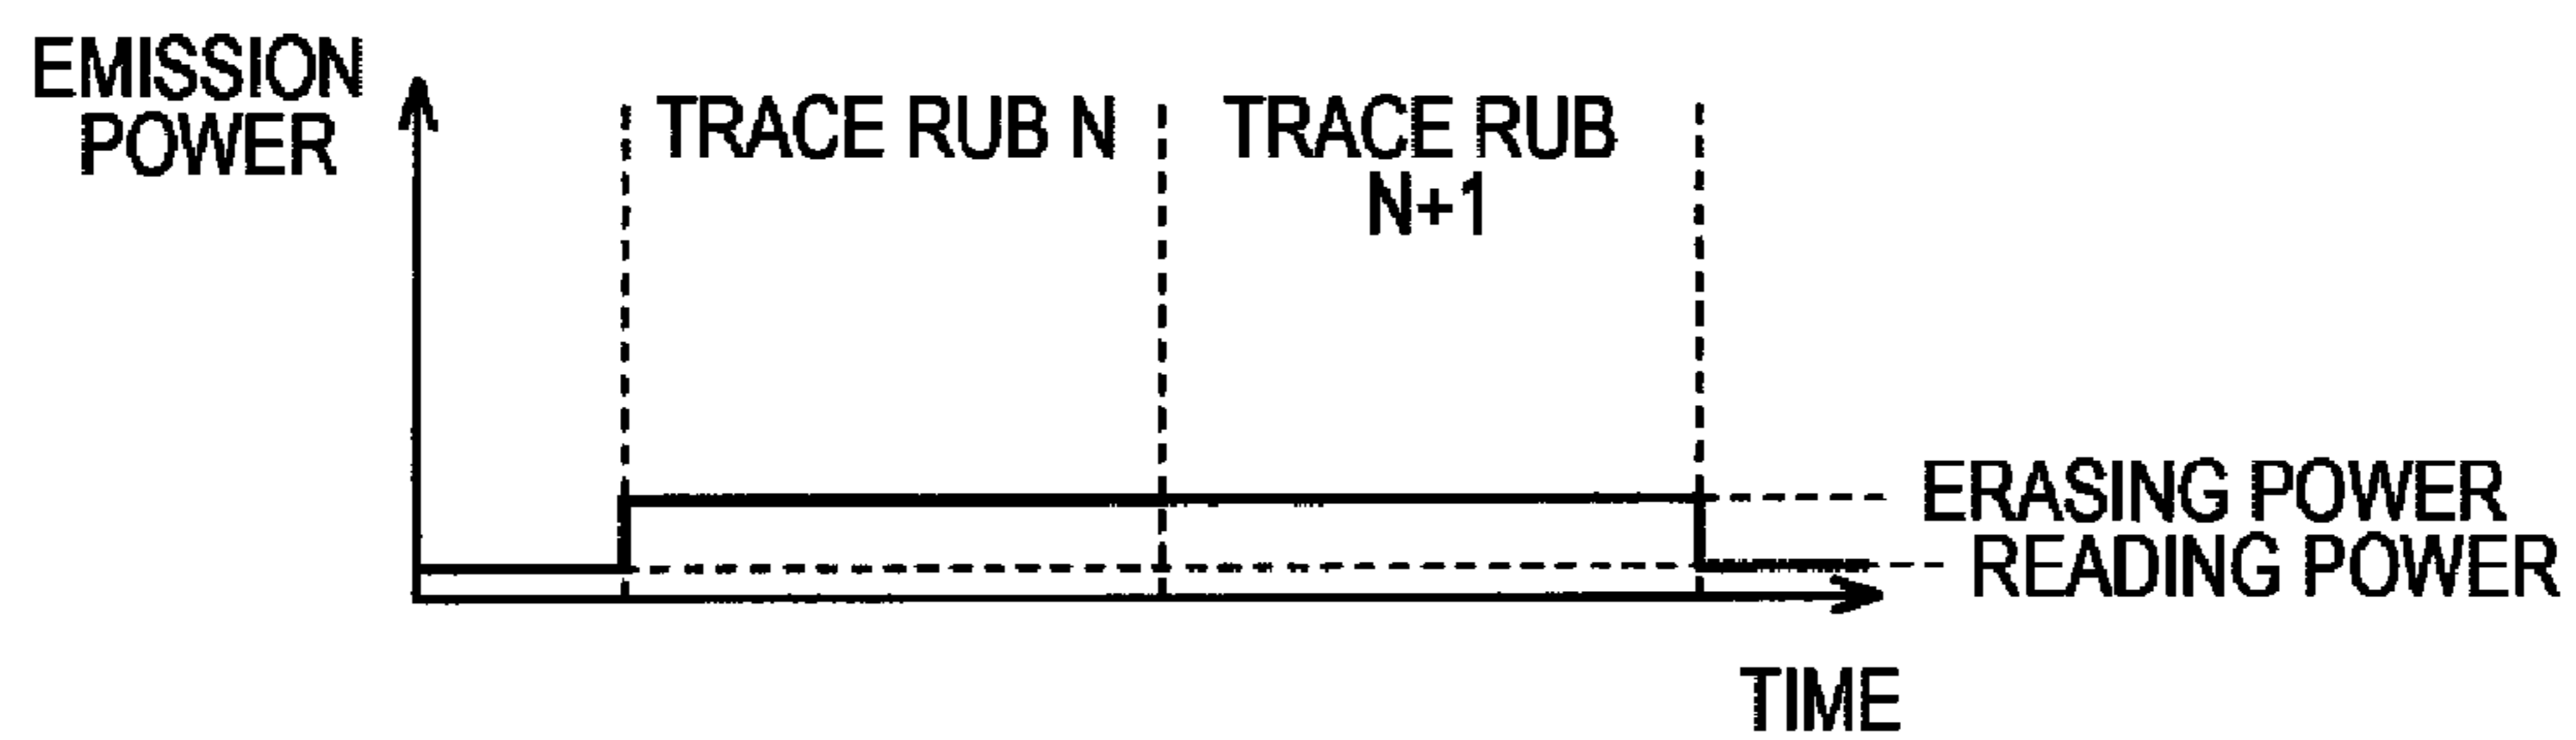 EMISSION
POWER
TRACE RUB N
TRACE RUB
N+1
ERASING POWER
READING POWER
TIME